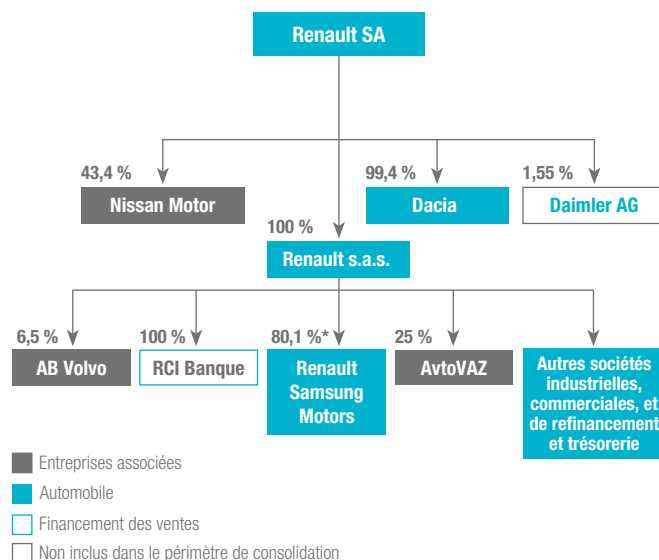 Renault SA
43,4 %
Nissan Motor
99,4 %
Dacia
1,55 %
Daimler AG
100 %
Renault s.a.s.
6,5 %
AB Volvo
100 %
RCI Banque
80,1 %*
Renault
Samsung
Motors
25 %
AvtoVAZ
Autres sociétés
industrielles,
commerciales, et
de refinancement
et trésorerie
Entreprises associées
Automobile
Financement des ventes
Non inclus dans le périmètre de consolidation